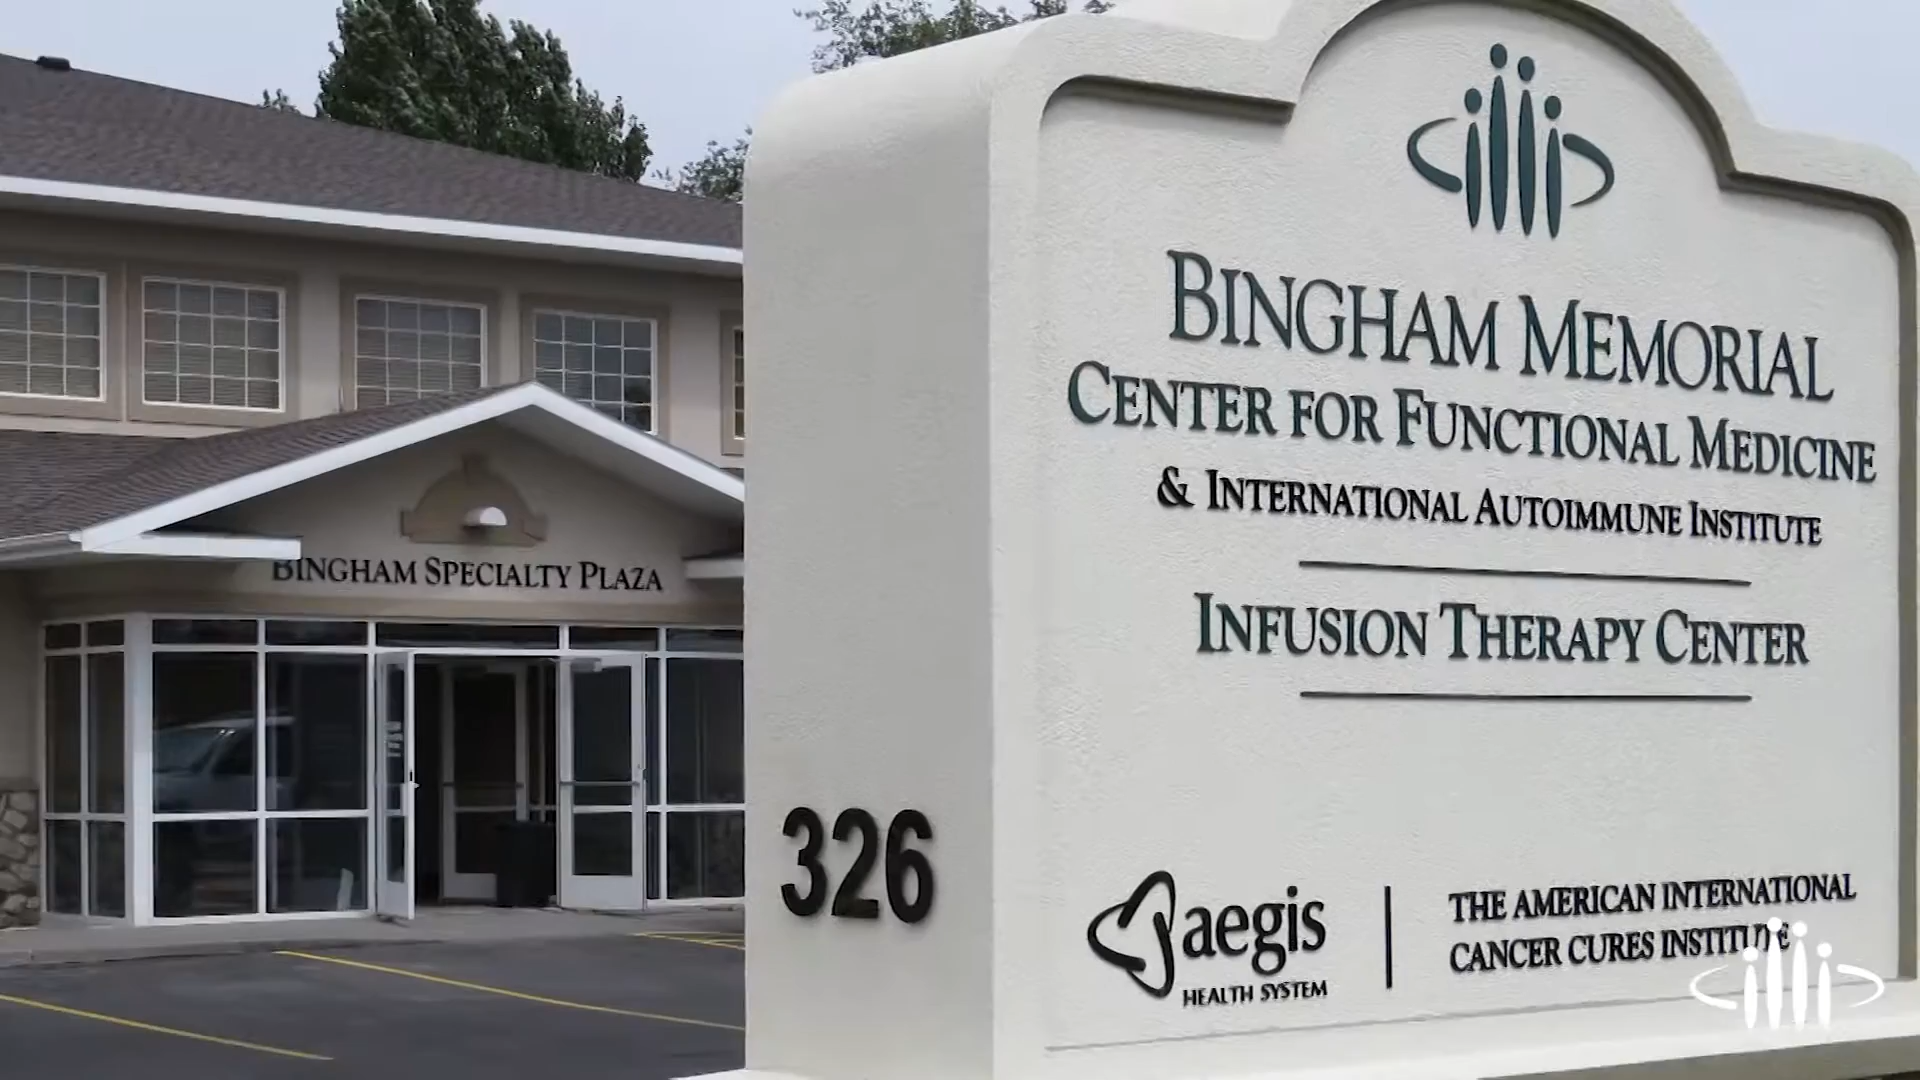 BINGHAM MEMORIAL
CENTER FOR FUNCTIONAL MEDICINE
& INTERNATIONAL AUTOIMMUNE INSTITUTE
INFUSION THERAPY CENTER
aegis
HEALTH SYSTEM
THE AMERICAN INTERNATIONAL
CANCER CURES INSTITUTE
326
BINGHAM SPECIALTY PLAZA